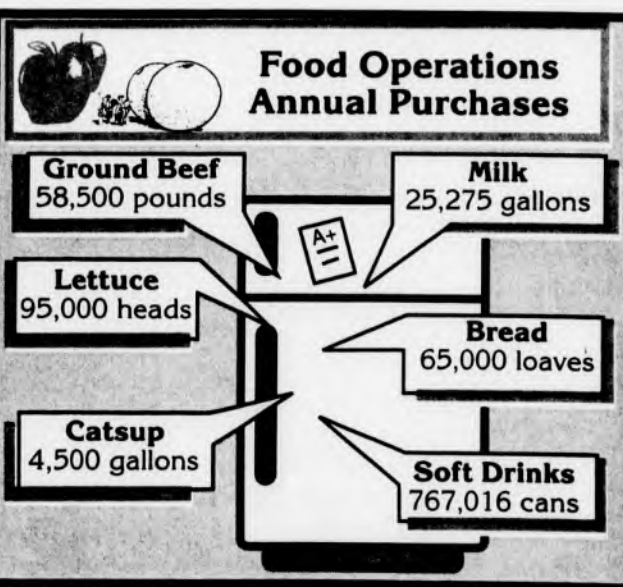 Food Operations
Annual Purchases
Ground Beef
58,500 pounds
Milk
25,275 gallons
A+
Lettuce
95,000 heads
Bread
65,000 loaves
Catsup
4,500 gallons
Soft Drinks
767,016 cans